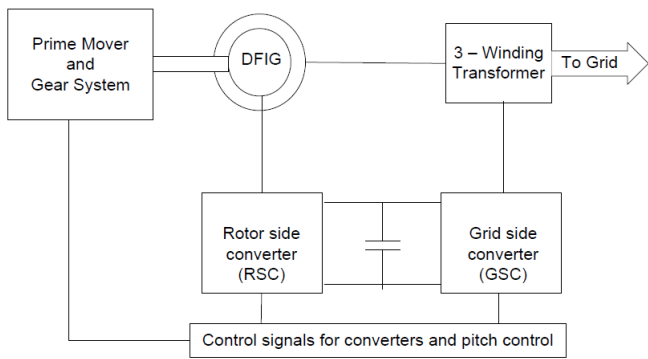 Prime Mover
and
Gear System
DFIG
3 – Winding
Transformer
To Grid
Rotor side
converter
(RSC)
Grid side
converter
(GSC)
Control signals for converters and pitch control